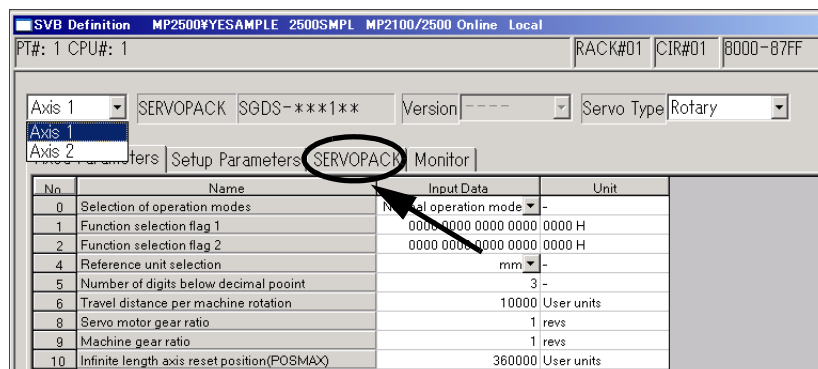 SVB Definition MP2500¥YESAMPLE 2500SMPL MP2100/2500 Online Local
PT#: 1 CPU#: 1 RACK#01 CIR#01 8000-87FF
Axis 1 SERVOPACK SGDS-***1** Version ---- Servo Type Rotary
Axis 1
Axis 2
Setup Parameters SERVOPACK Monitor
No Name Input Data Unit
0 Selection of operation modes operation mode -
1 Function selection flag 1 0000 0000 0000 0000 0000 H
2 Function selection flag 2 0000 0000 0000 0000 0000 H
4 Reference unit selection mm -
5 Number of digits below decimal pooint 3 -
6 Travel distance per machine rotation 10000 User units
8 Servo motor gear ratio 1 revs
9 Machine gear ratio 1 revs
10 Infinite length axis reset position(POSMAX) 360000 User units